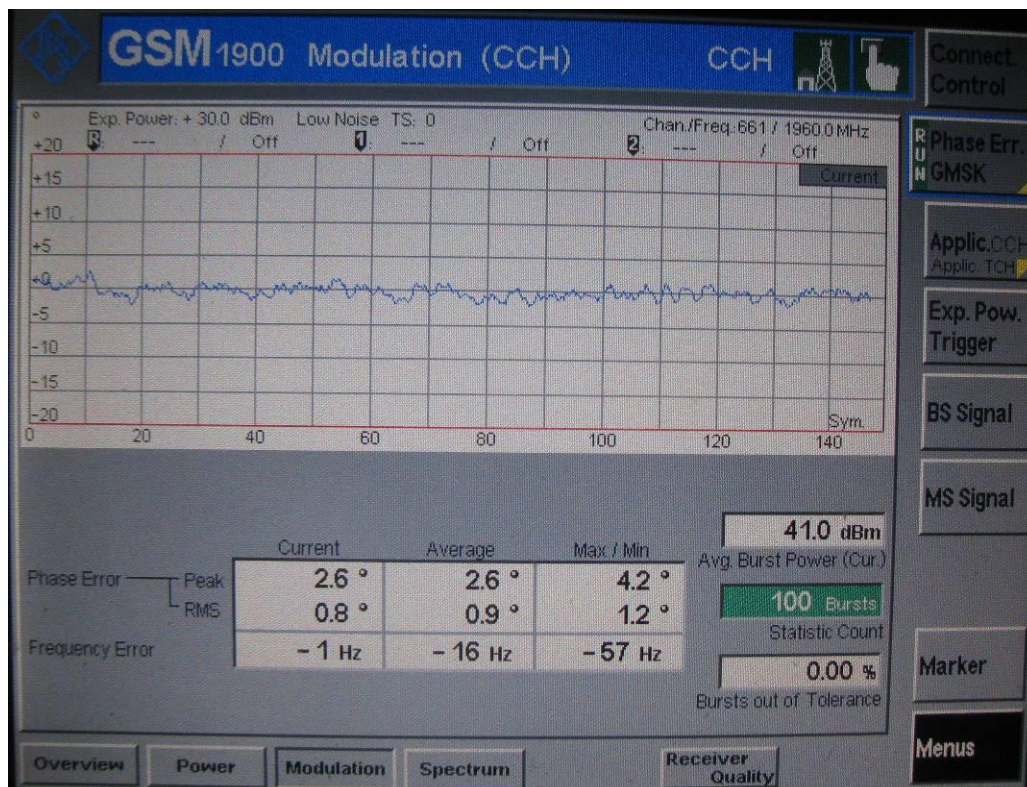 GSM 1900 Modulation (CCH) CCH
Connect. Control
° Exp. Power: + 30.0 dBm Low Noise TS: 0 Chan./Freq.:661 / 1960.0 MHz
R: --- / Off 1: --- / Off 2: --- / Off
Current
+20
+15
+10
+5
+0
-5
-10
-15
-20
Sym.
0 20 40 60 80 100 120 140
RUN
Phase Err.
GMSK
Applic.CCH
Applic. TCH
Exp. Pow.
Trigger
BS Signal
MS Signal
41.0 dBm
Avg. Burst Power (Cur.)
Current Average Max / Min
Phase Error Peak 2.6 ° 2.6 ° 4.2 °
RMS 0.8 ° 0.9 ° 1.2 °
Frequency Error – 1 Hz – 16 Hz – 57 Hz
100 Bursts
Statistic Count
0.00 %
Bursts out of Tolerance
Marker
Menus
Overview Power Modulation Spectrum Receiver
Quality